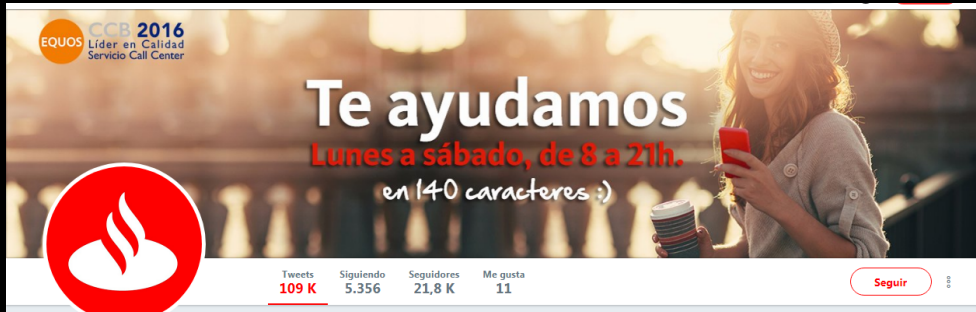 EQUOS
CCB 2016
Líder en Calidad
Servicio Call Center
Te ayudamos
Lunes a sábado, de 8 a 21h.
en 140 caracteres :)
Tweets Siguiendo Seguidores Me gusta
109 K 5.356 21,8 K 11
Seguir